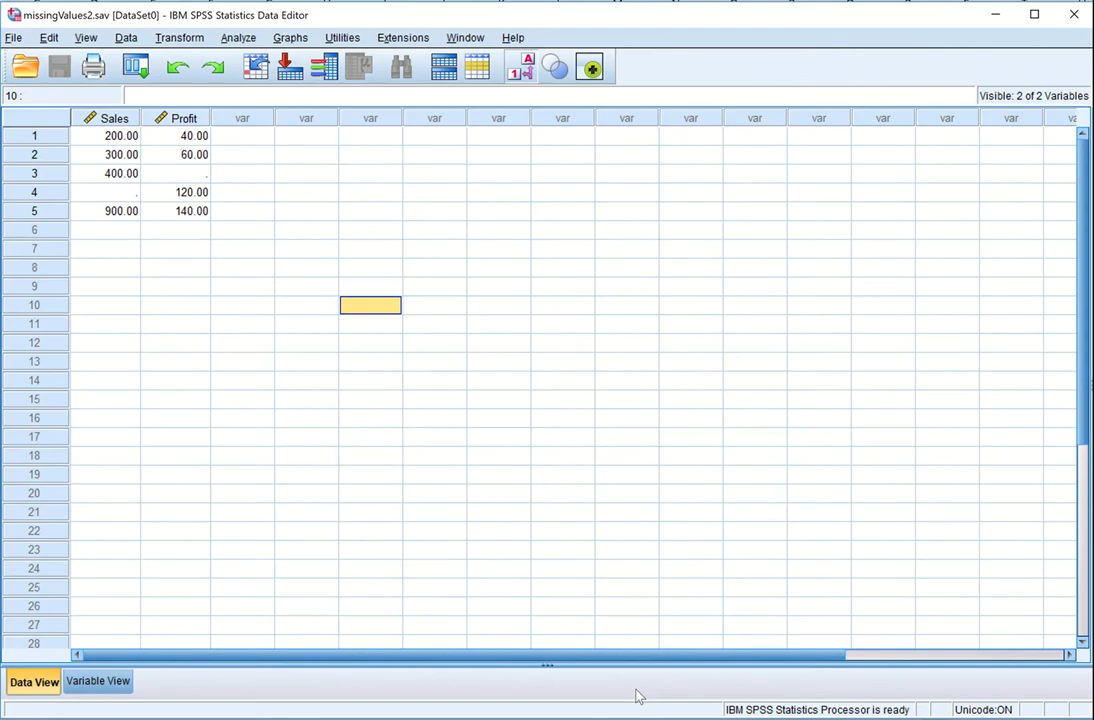 missingValues2.sav [DataSet0] - IBM SPSS Statistics Data Editor
File Edit View Data Transform Analyze Graphs Utilities Extensions Window Help
10 : Visible: 2 of 2 Variables
Sales Profit var var var var var var var var var var var var var
1 200.00 40.00
2 300.00 60.00
3 400.00 .
4 . 120.00
5 900.00 140.00
6
7
8
9
10
11
12
13
14
15
16
17
18
19
20
21
22
23
24
25
26
27
28
Data View Variable View
IBM SPSS Statistics Processor is ready Unicode:ON